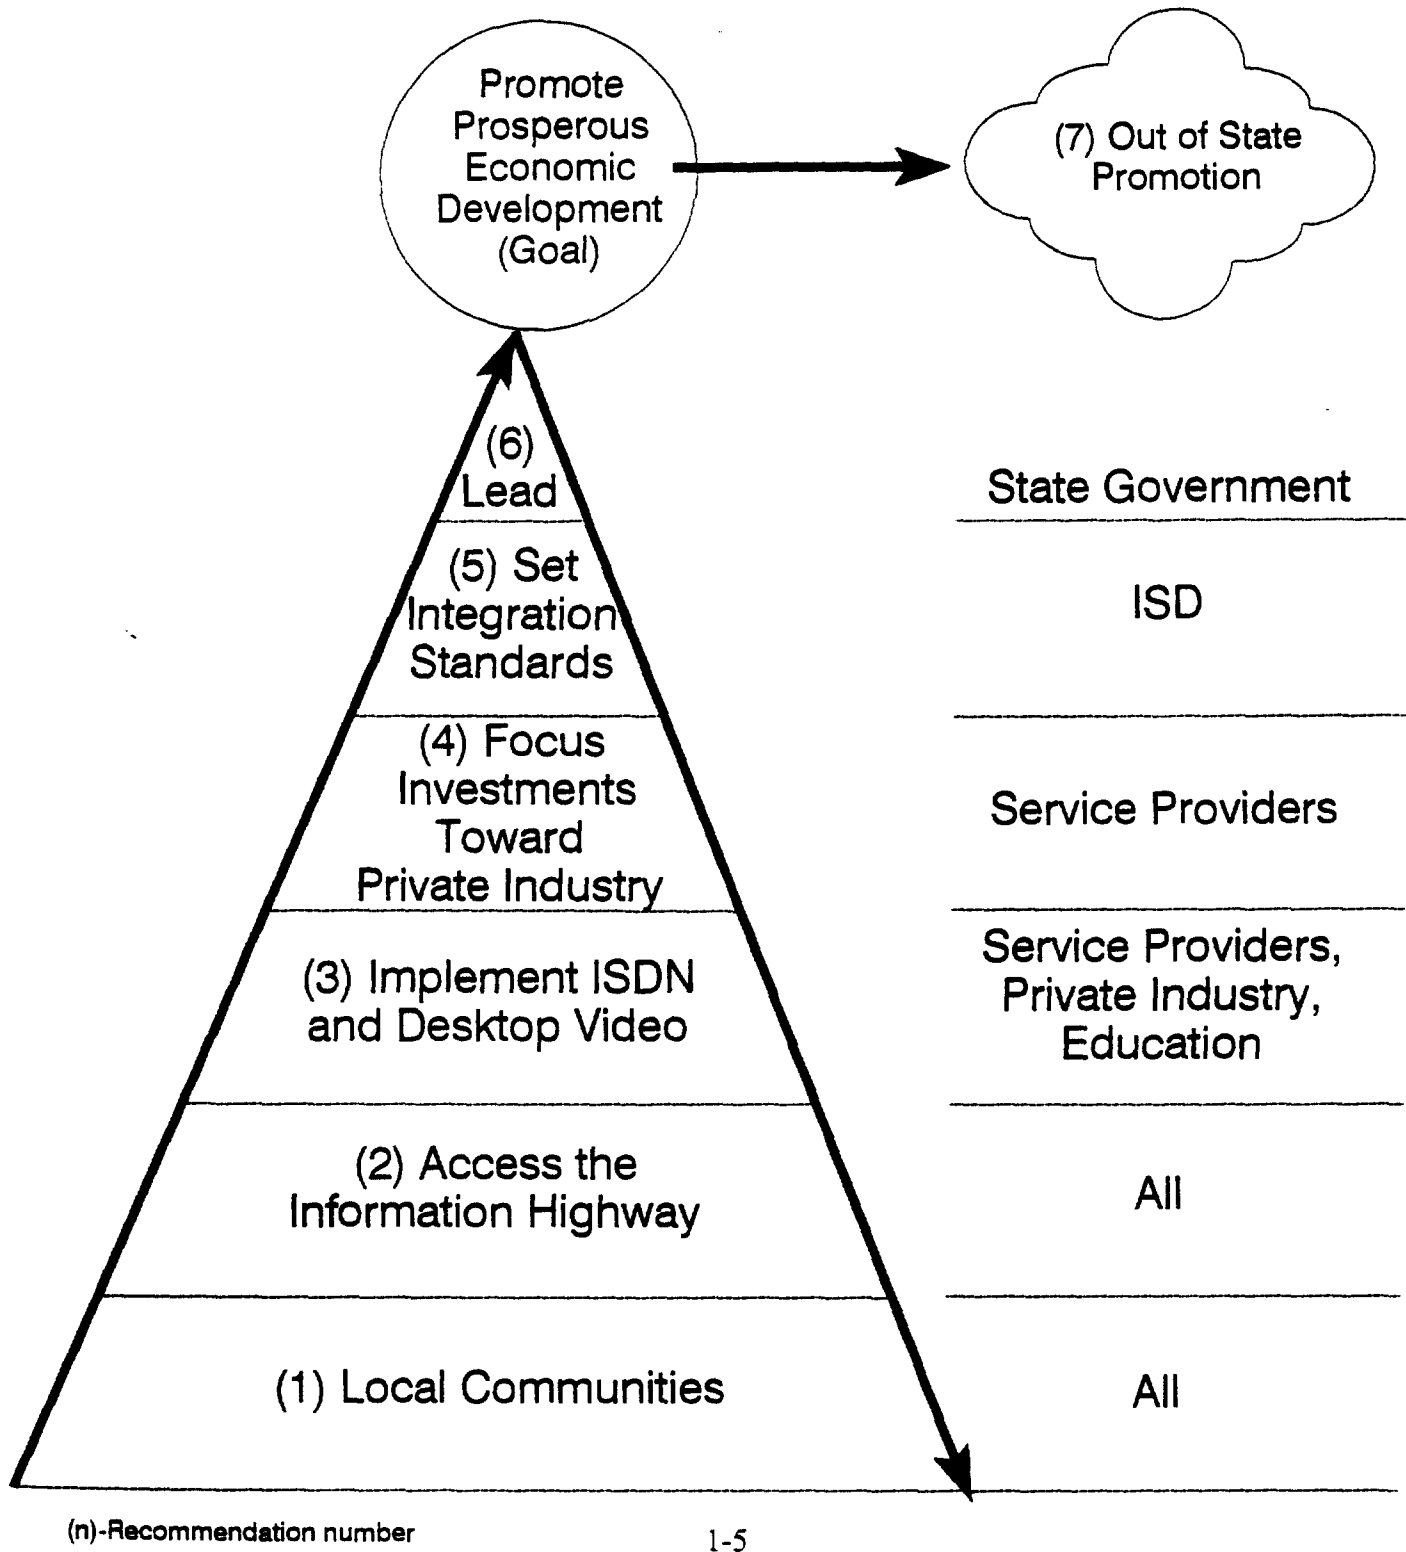 Promote
Prosperous
Economic
Development
(Goal)
(7) Out of State
Promotion
(6)
Lead
State Government
(5) Set
Integration
Standards
ISD
(4) Focus
Investments
Toward
Private Industry
Service Providers
(3) Implement ISDN
and Desktop Video
Service Providers,
Private Industry,
Education
(2) Access the
Information Highway
All
(1) Local Communities
All
(n)-Recommendation number
1-5